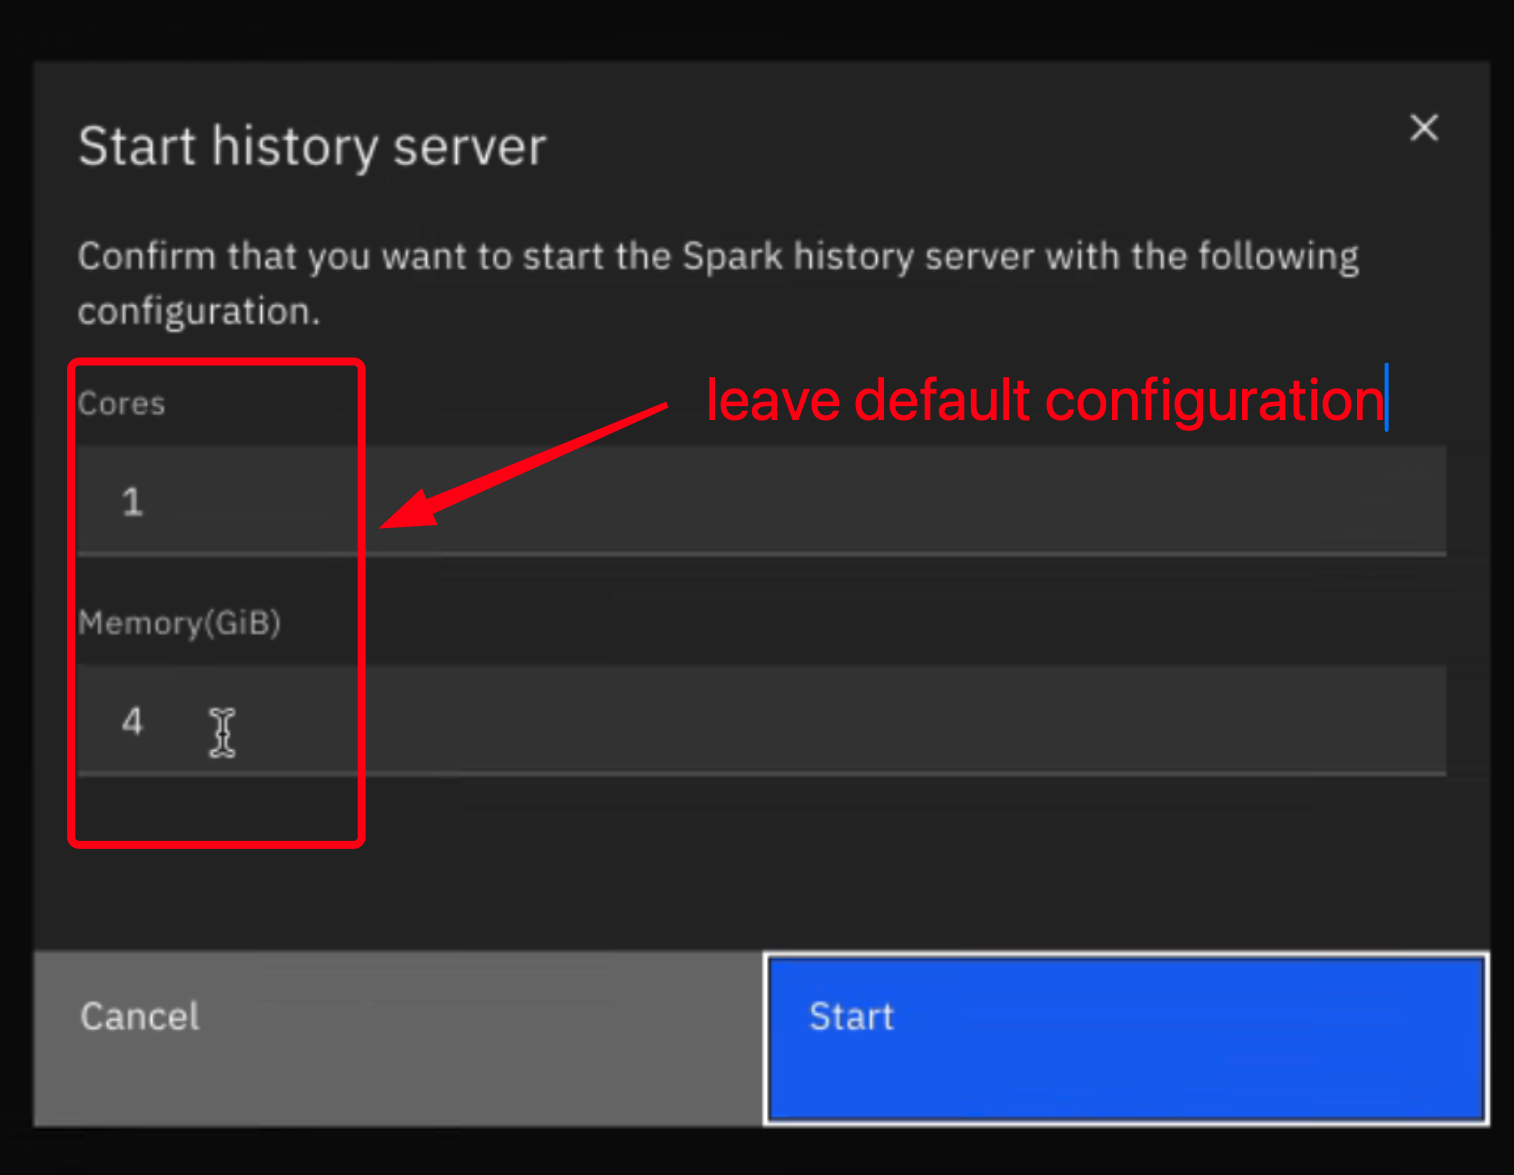 Start history server
Confirm that you want to start the Spark history server with the following
configuration.
Cores
leave default configuration
1
Memory(GiB)
4
Cancel
Start